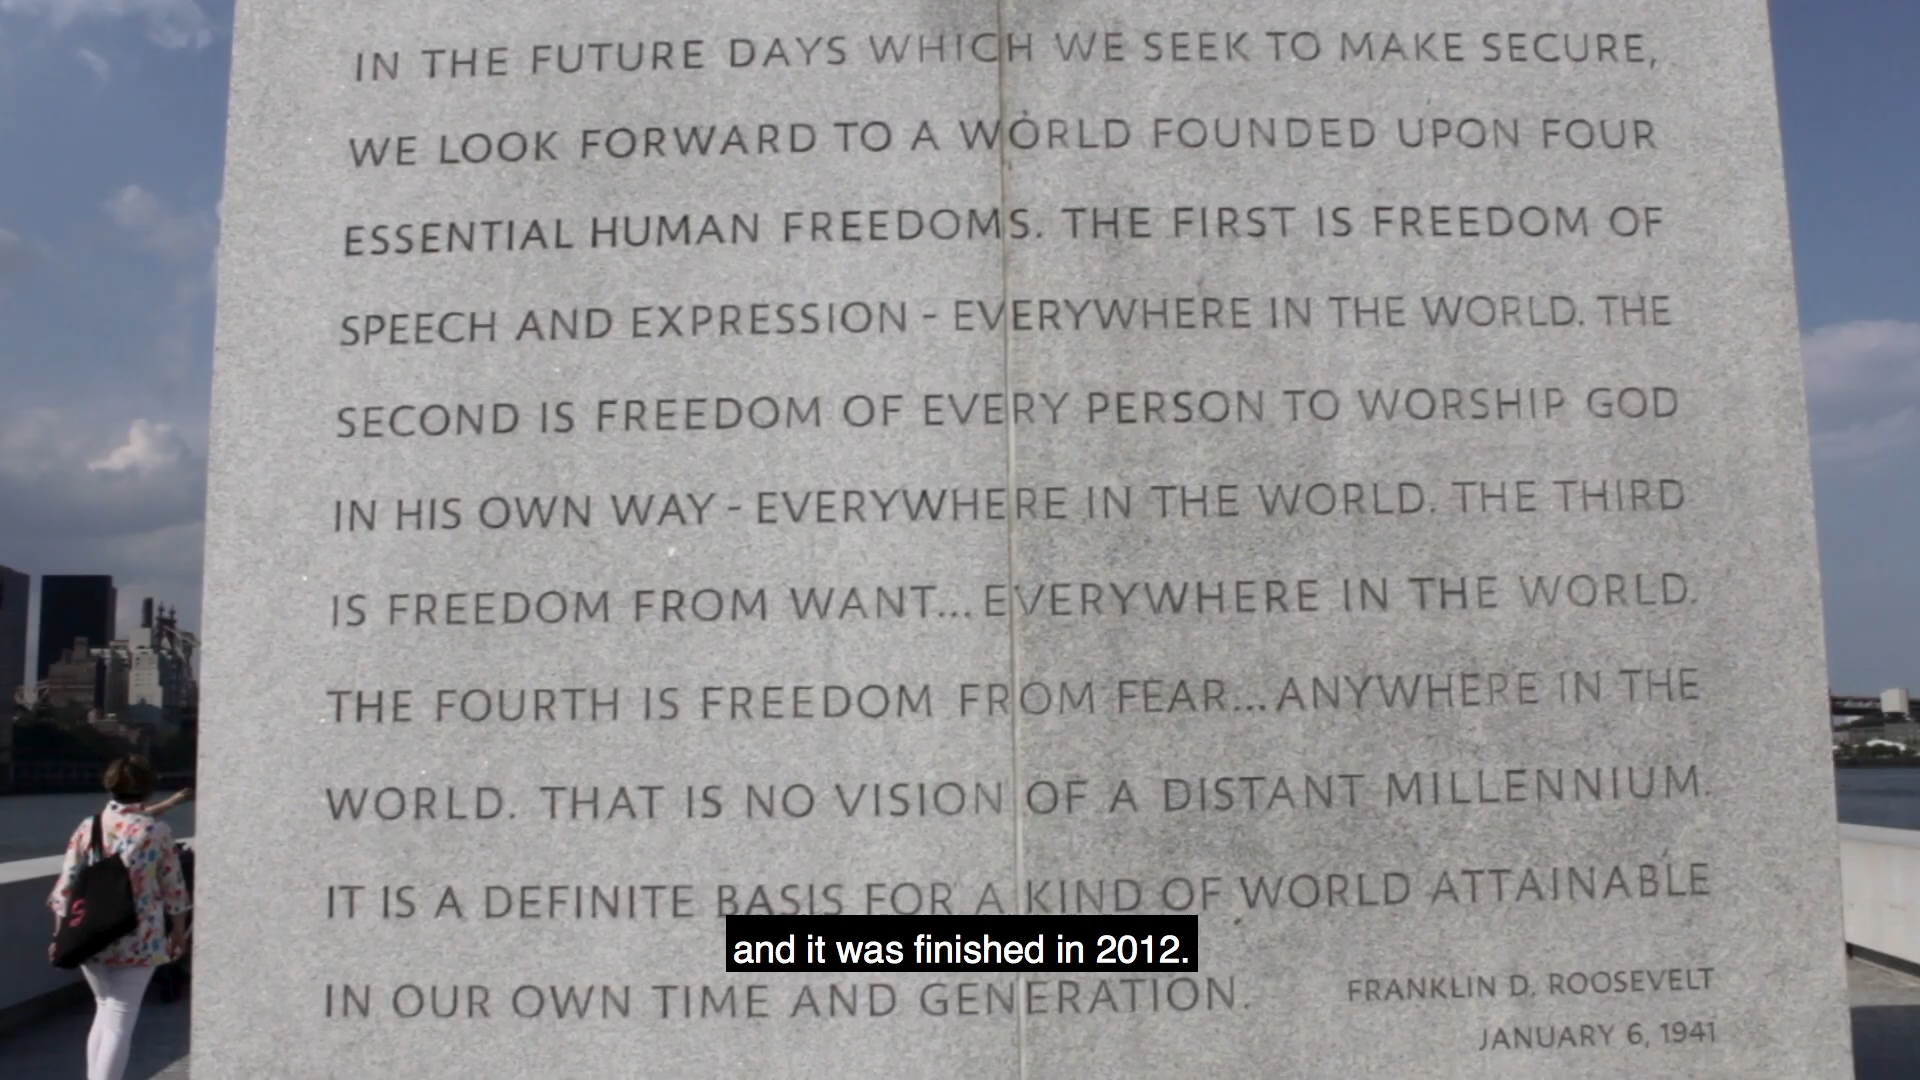 IN THE FUTURE DAYS WHICH WE SEEK TO MAKE SECURE,
WE LOOK FORWARD TO A WORLD FOUNDED UPON FOUR
ESSENTIAL HUMAN FREEDOMS. THE FIRST IS FREEDOM OF
SPEECH AND EXPRESSION - EVERYWHERE IN THE WORLD. THE
SECOND IS FREEDOM OF EVERY PERSON TO WORSHIP GOD
IN HIS OWN WAY - EVERYWHERE IN THE WORLD. THE THIRD
IS FREEDOM FROM WANT... EVERYWHERE IN THE WORLD.
THE FOURTH IS FREEDOM FROM FEAR... ANYWHERE IN THE
WORLD. THAT IS NO VISION OF A DISTANT MILLENNIUM.
IT IS A DEFINITE BASIS FOR A KIND OF WORLD ATTAINABLE
and it was finished in 2012.
IN OUR OWN TIME AND GENERATION.
FRANKLIN D. ROOSEVELT
JANUARY 6, 1941